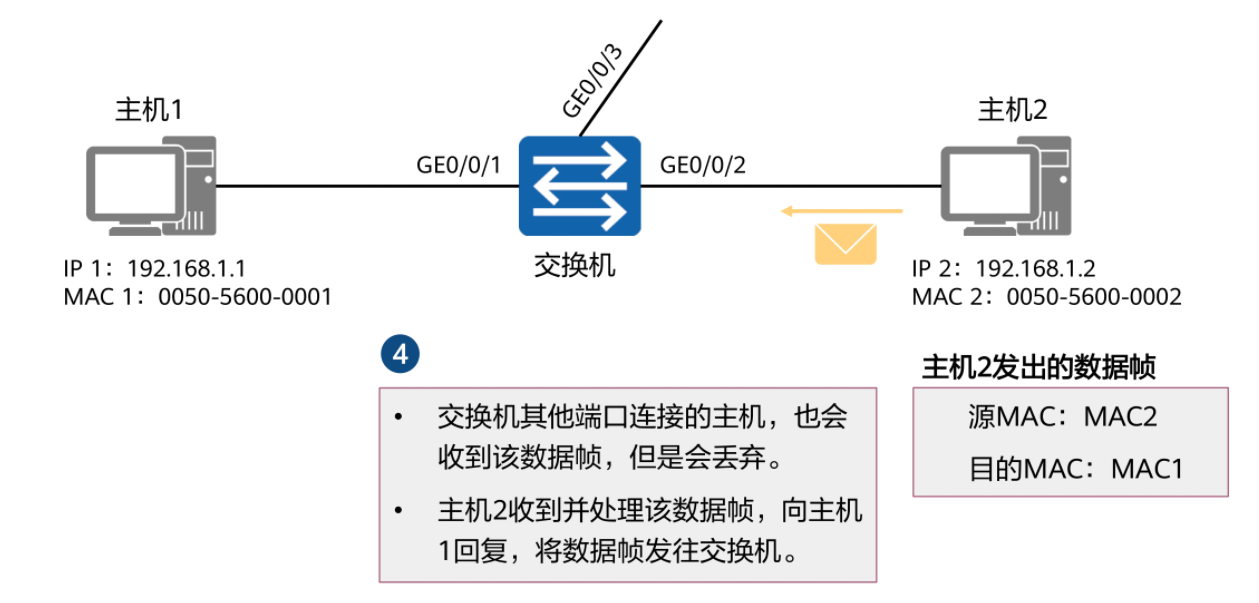 GE0/0/3
主机1
主机2
GE0/0/1
GE0/0/2
交换机
IP 1：192.168.1.1
MAC 1：0050-5600-0001
IP 2：192.168.1.2
MAC 2：0050-5600-0002
4
• 交换机其他端口连接的主机，也会
收到该数据帧，但是会丢弃。
• 主机2收到并处理该数据帧，向主机
1回复，将数据帧发往交换机。
主机2发出的数据帧
源MAC：MAC2
目的MAC：MAC1